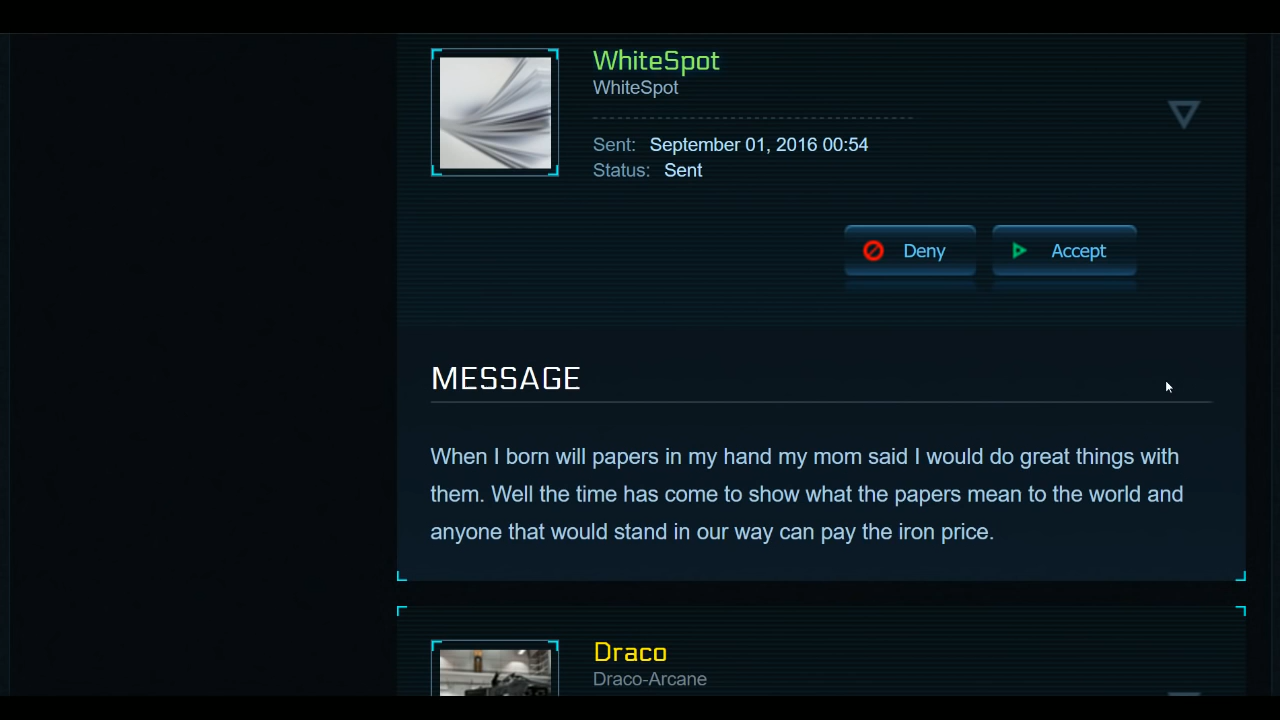 WhiteSpot
WhiteSpot
Sent: September 01, 2016 00:54
Status: Sent
Deny Accept
MESSAGE
When I born will papers in my hand my mom said I would do great things with
them. Well the time has come to show what the papers mean to the world and
anyone that would stand in our way can pay the iron price.
Draco
Draco-Arcane